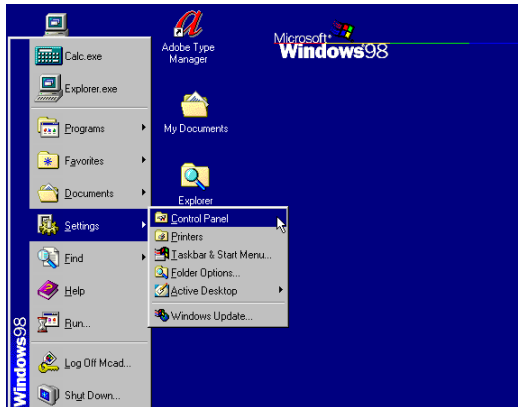 Calc.exe
Explorer.exe
Programs
Favorites
Documents
Settings
Find
Help
Run...
Log Off Mcad...
Shut Down...
Windows98
Adobe Type
Manager
My Documents
Explorer
Control Panel
Printers
Taskbar & Start Menu...
Folder Options...
Active Desktop
Windows Update...
Microsoft
Windows98